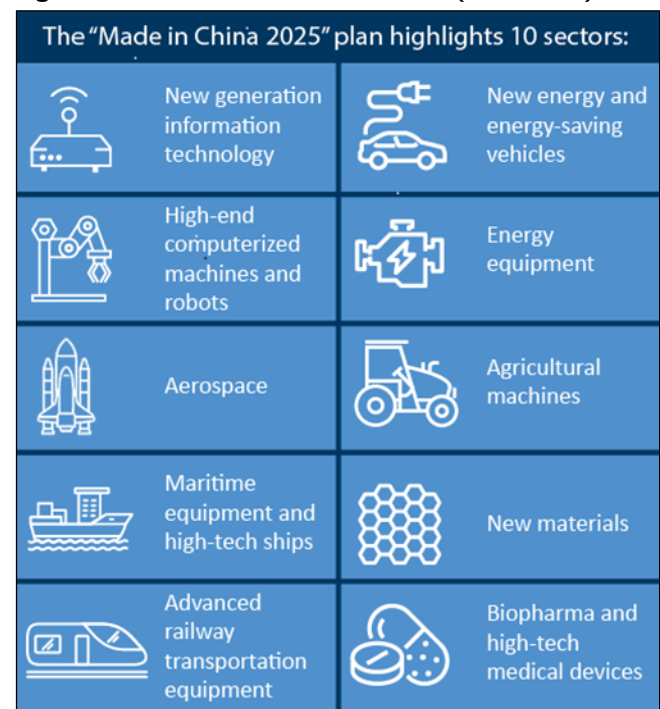 The “Made in China 2025” plan highlights 10 sectors:
New generation
information
technology
New energy and
energy-saving
vehicles
High-end
computerized
machines and
robots
Energy
equipment
Aerospace
Agricultural
machines
Maritime
equipment and
high-tech ships
New materials
Advanced
railway
transportation
equipment
Biopharma and
high-tech
medical devices